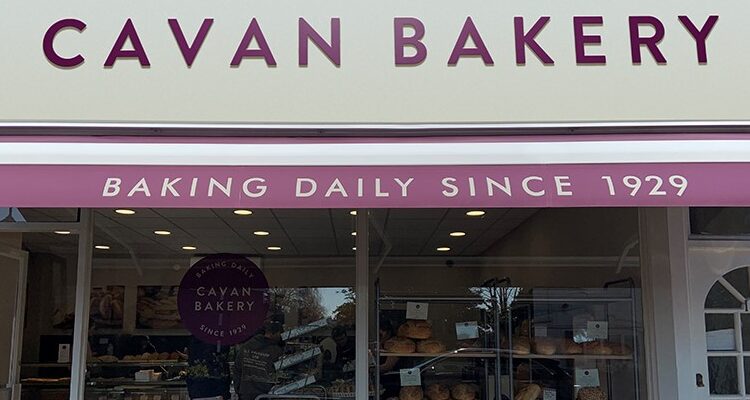 CAVAN BAKERY
BAKING DAILY SINCE 1929
BAKING DAILY
CAVAN
BAKERY
SINCE 1929